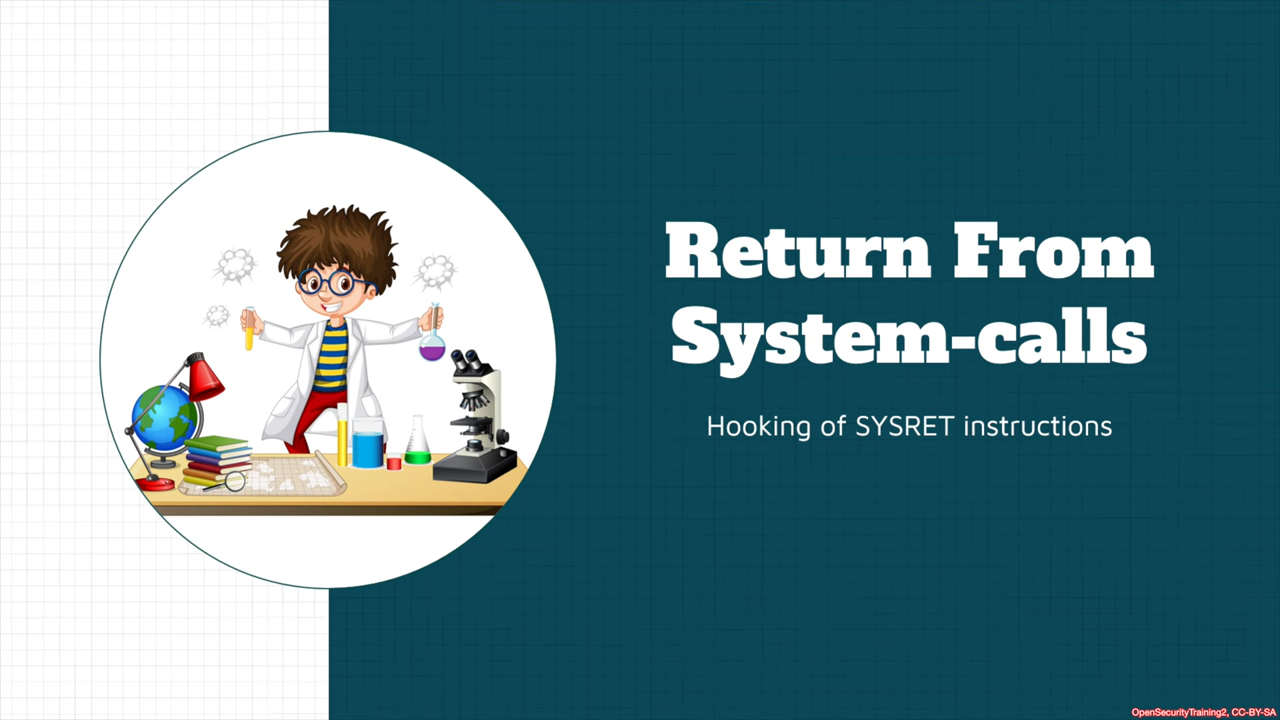 Return From
System-calls
Hooking of SYSRET instructions
OpenSecurityTraining2, CC-BY-SA